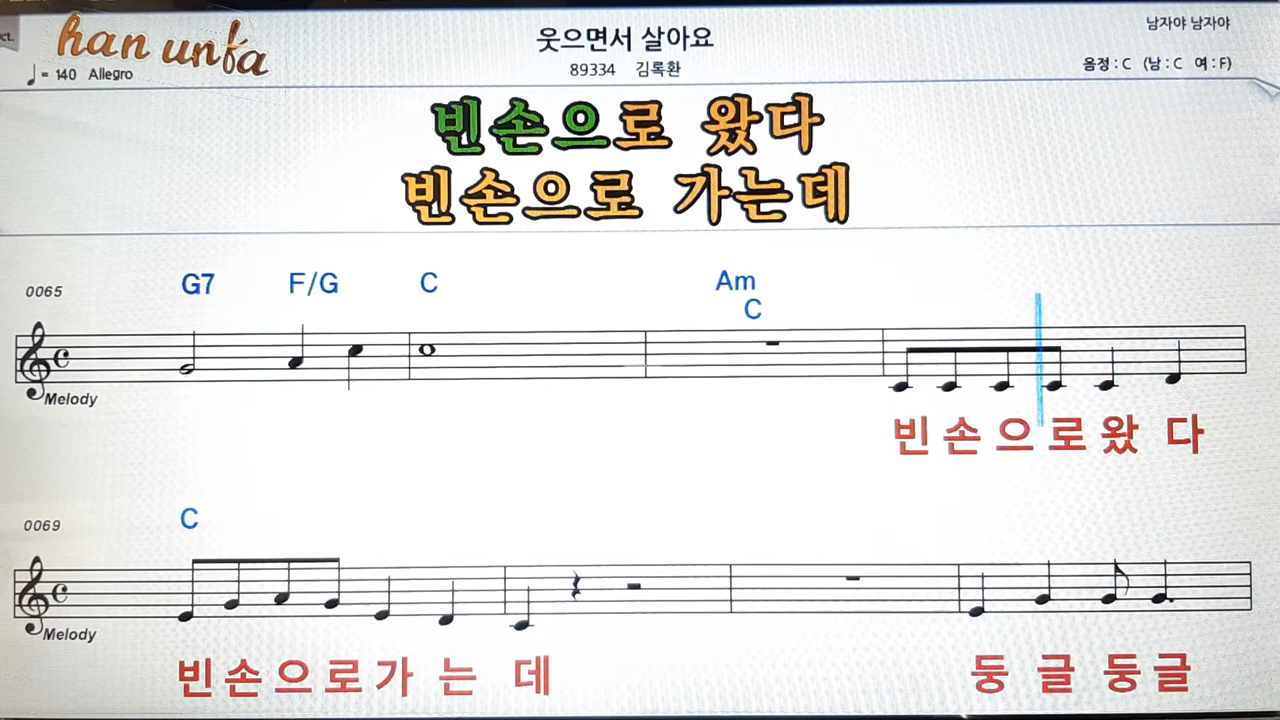 ct.
han unfa
웃으면서 살아요
남자야 남자야
♩ = 140 Allegro
89334 김록환
음정 : C (남 : C 여 : F)
빈손으로 왔다
빈손으로 가는데
0065
G7 F/G C Am
C
Melody
빈 손 으 로 왔 다
0069
C
Melody
빈 손 으 로 가 는 데 둥 글 둥 글